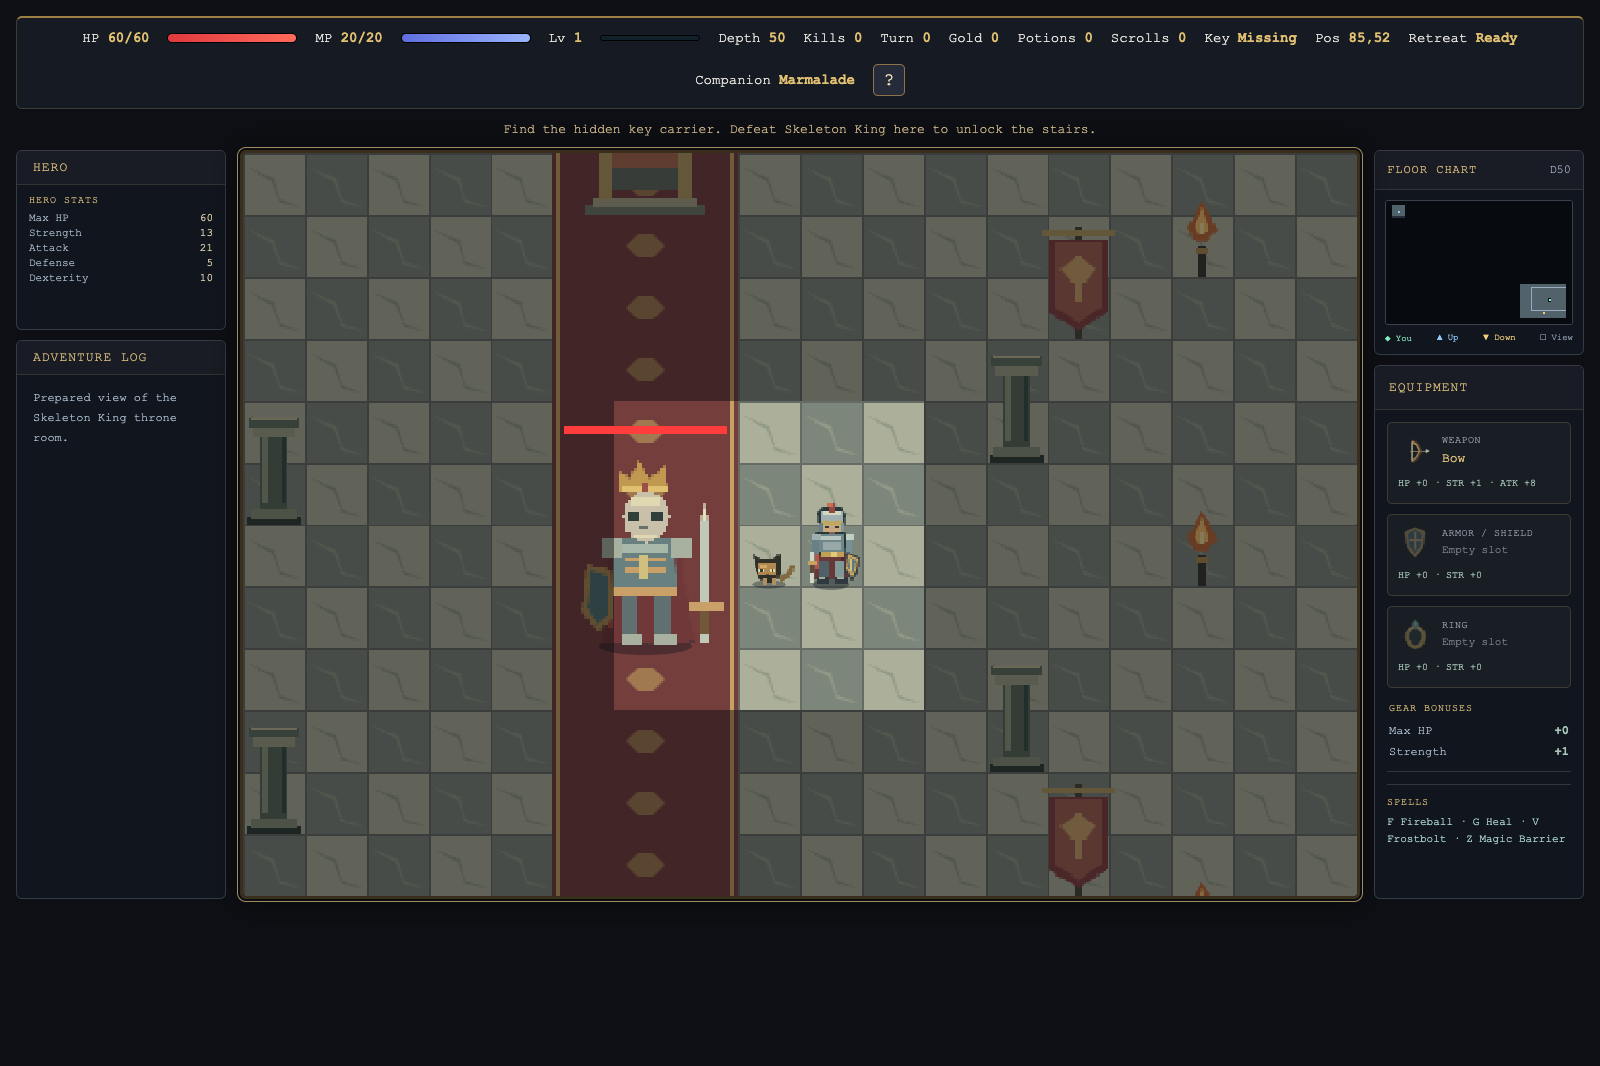 HP 60/60 MP 20/20 Lv 1 Depth 50 Kills 0 Turn 0 Gold 0 Potions 0 Scrolls 0 Key Missing Pos 85,52 Retreat Ready
Companion Marmalade ?
Find the hidden key carrier. Defeat Skeleton King here to unlock the stairs.
HERO
HERO STATS
Max HP 60
Strength 13
Attack 21
Defense 5
Dexterity 10
ADVENTURE LOG
Prepared view of the
Skeleton King throne
room.
FLOOR CHART D50
◆ You ▲ Up ▼ Down □ View
EQUIPMENT
WEAPON
Bow
HP +0 · STR +1 · ATK +8
ARMOR / SHIELD
Empty slot
HP +0 · STR +0
RING
Empty slot
HP +0 · STR +0
GEAR BONUSES
Max HP +0
Strength +1
SPELLS
F Fireball · G Heal · V
Frostbolt · Z Magic Barrier